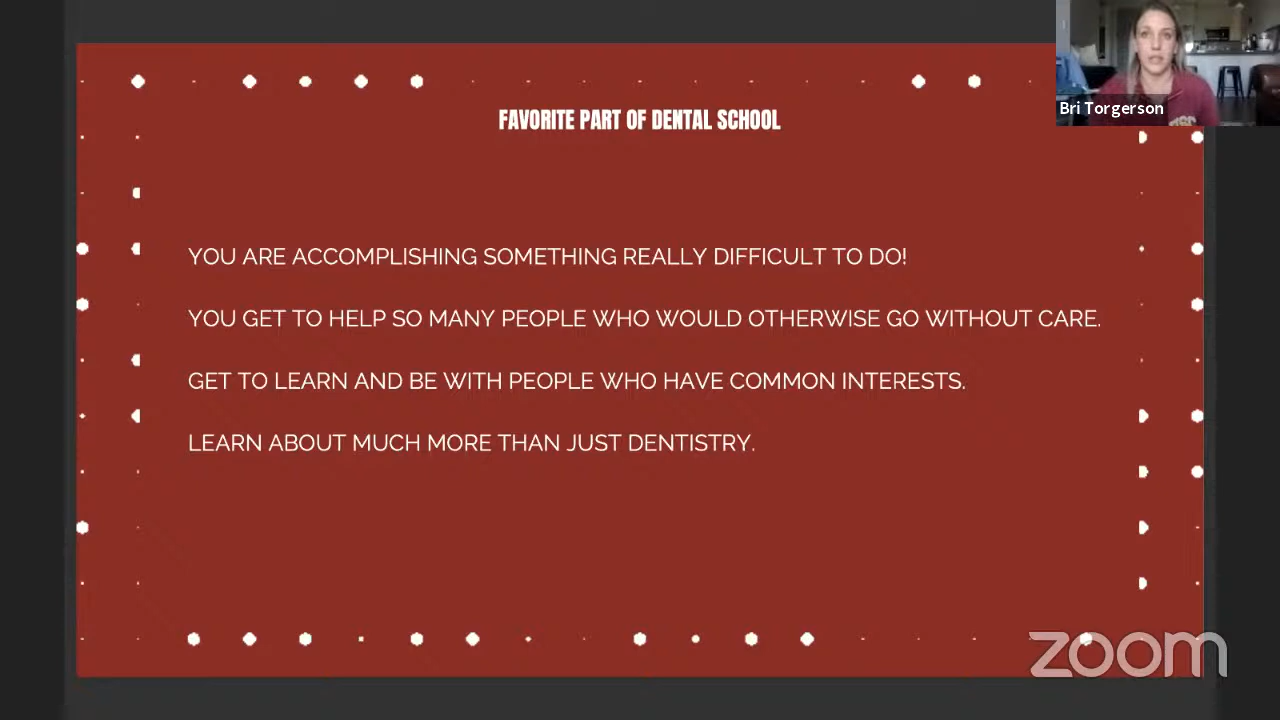 Bri Torgerson
FAVORITE PART OF DENTAL SCHOOL
YOU ARE ACCOMPLISHING SOMETHING REALLY DIFFICULT TO DO!
YOU GET TO HELP SO MANY PEOPLE WHO WOULD OTHERWISE GO WITHOUT CARE.
GET TO LEARN AND BE WITH PEOPLE WHO HAVE COMMON INTERESTS.
LEARN ABOUT MUCH MORE THAN JUST DENTISTRY.
zoom